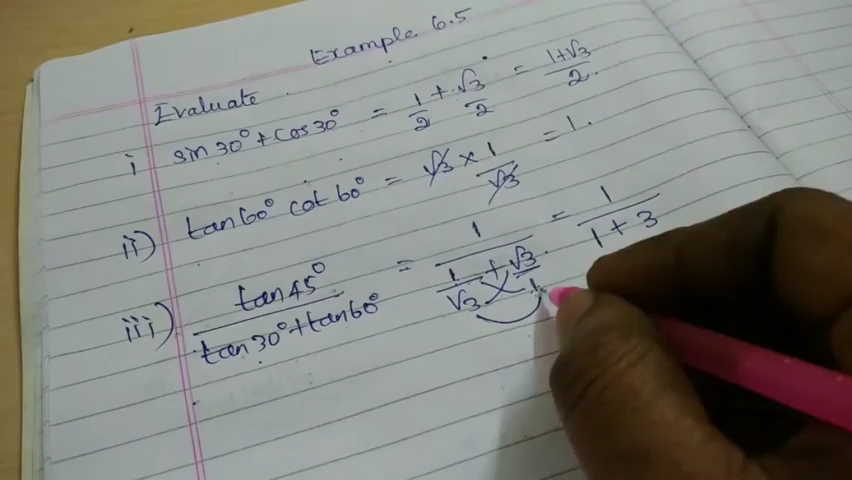 Example 6.5
Evaluate
i sin 30° + cos 30° = 1/2 + √3/2 = 1+√3/2.
ii) tan 60° cot 60° = √3 × 1/√3 = 1.
iii) tan 45°/tan 30° + tan 60° = 1/(1/√3 + √3/1) = 1/1+3